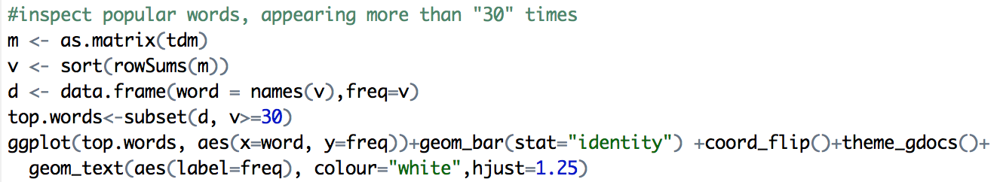 #inspect popular words, appearing more than "30" times
m <- as.matrix(tdm)
v <- sort(rowSums(m))
d <- data.frame(word = names(v),freq=v)
top.words<-subset(d, v>=30)
ggplot(top.words, aes(x=word, y=freq))+geom_bar(stat="identity") +coord_flip()+theme_gdocs()+
  geom_text(aes(label=freq), colour="white",hjust=1.25)